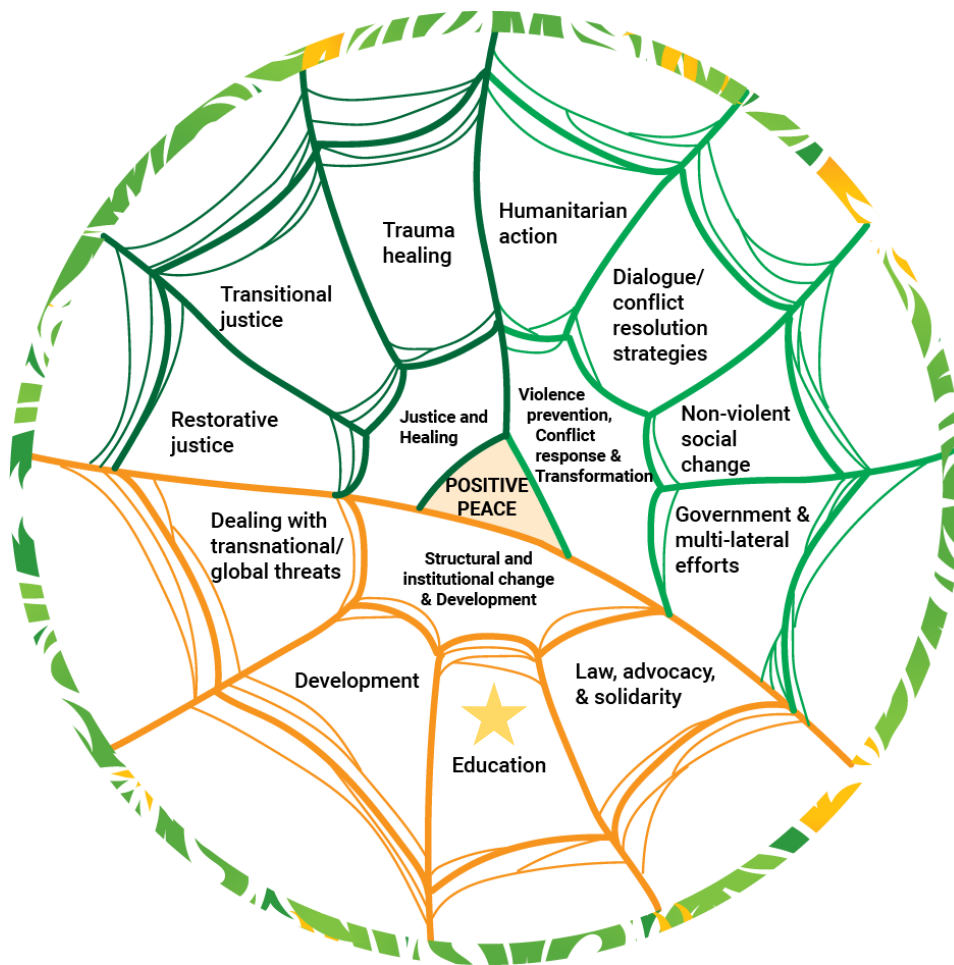 Trauma
healing
Humanitarian
action
Transitional
justice
Dialogue/
conflict
resolution
strategies
Restorative
justice
Justice and
Healing
Violence
prevention,
Conflict
response &
Transformation
Non-violent
social
change
POSITIVE
PEACE
Dealing with
transnational/
global threats
Structural and
institutional change
& Development
Government &
multi-lateral
efforts
Development
Education
Law, advocacy,
& solidarity